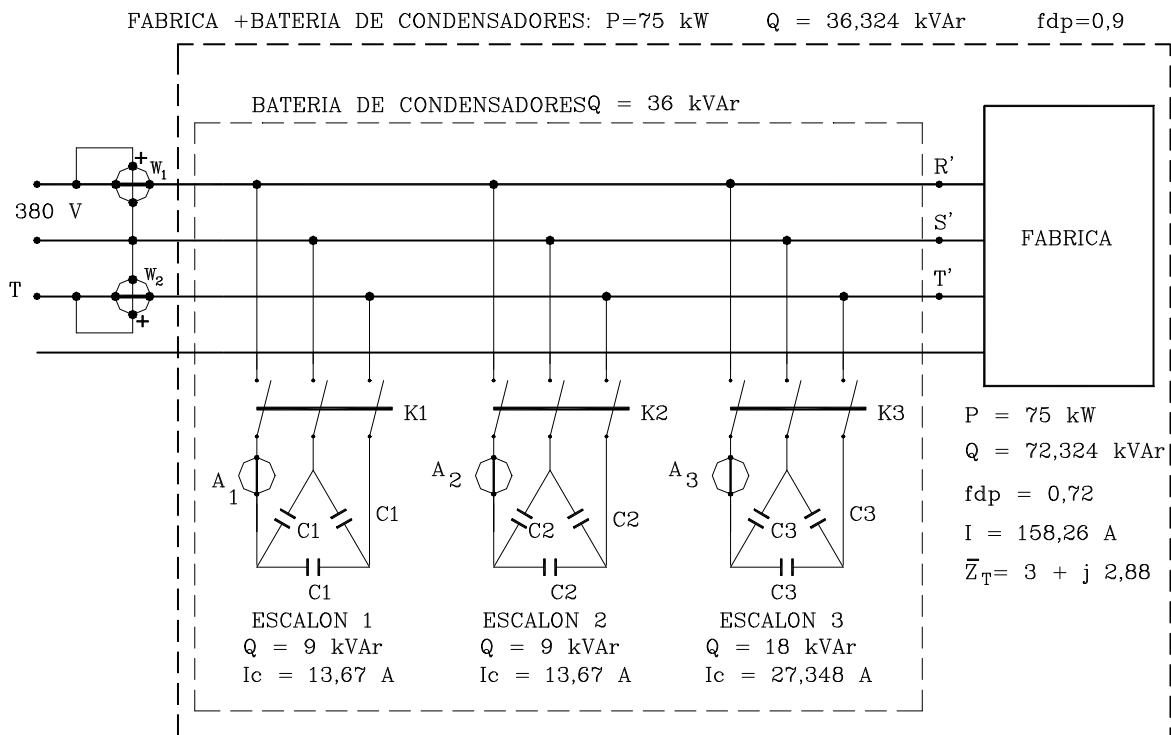 FABRICA +BATERIA DE CONDENSADORES: P=75 kW Q = 36,324 kVAr fdp=0,9
BATERIA DE CONDENSADORES Q = 36 kVAr
+
W1
R'
380 V
S'
FABRICA
W2
T
T'
+
K1
K2
K3
P = 75 kW
Q = 72,324 kVAr
fdp = 0,72
I = 158,26 A
Z̅T= 3 + j 2,88
A1
A2
A3
C1
C1
C1
C2
C2
C2
C3
C3
C3
ESCALON 1
Q = 9 kVAr
Ic = 13,67 A
ESCALON 2
Q = 9 kVAr
Ic = 13,67 A
ESCALON 3
Q = 18 kVAr
Ic = 27,348 A